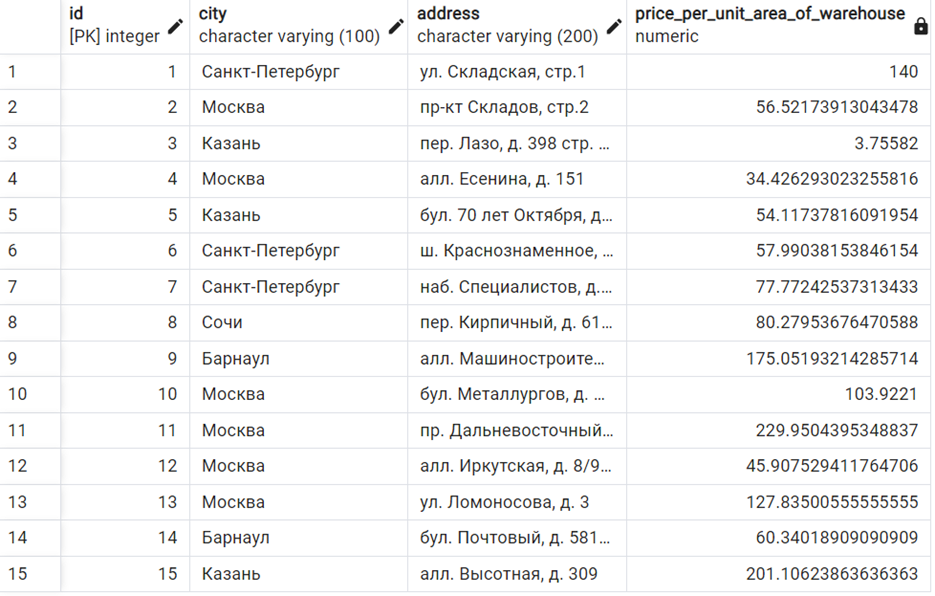 id city address price_per_unit_area_of_warehouse
[PK] integer character varying (100) character varying (200) numeric
1 1 Санкт-Петербург ул. Складская, стр.1 140
2 2 Москва пр-кт Складов, стр.2 56.52173913043478
3 3 Казань пер. Лазо, д. 398 стр. ... 3.75582
4 4 Москва алл. Есенина, д. 151 34.426293023255816
5 5 Казань бул. 70 лет Октября, д... 54.11737816091954
6 6 Санкт-Петербург ш. Краснознаменное, ... 57.99038153846154
7 7 Санкт-Петербург наб. Специалистов, д.... 77.77242537313433
8 8 Сочи пер. Кирпичный, д. 61... 80.27953676470588
9 9 Барнаул алл. Машиностроите... 175.05193214285714
10 10 Москва бул. Металлургов, д. ... 103.9221
11 11 Москва пр. Дальневосточный... 229.9504395348837
12 12 Москва алл. Иркутская, д. 8/9... 45.907529411764706
13 13 Москва ул. Ломоносова, д. 3 127.83500555555555
14 14 Барнаул бул. Почтовый, д. 581... 60.34018909090909
15 15 Казань алл. Высотная, д. 309 201.10623863636363